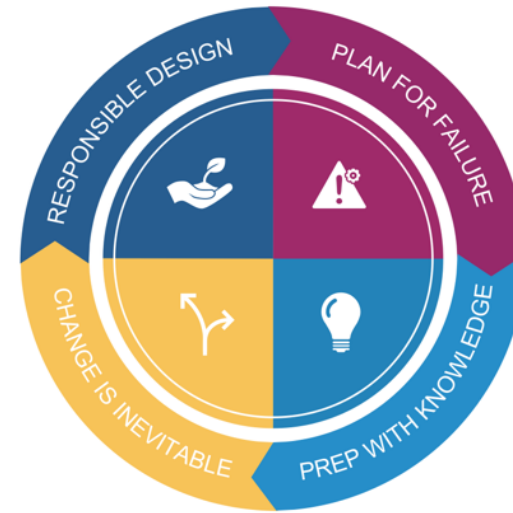 RESPONSIBLE DESIGN
PLAN FOR FAILURE
PREP WITH KNOWLEDGE
CHANGE IS INEVITABLE